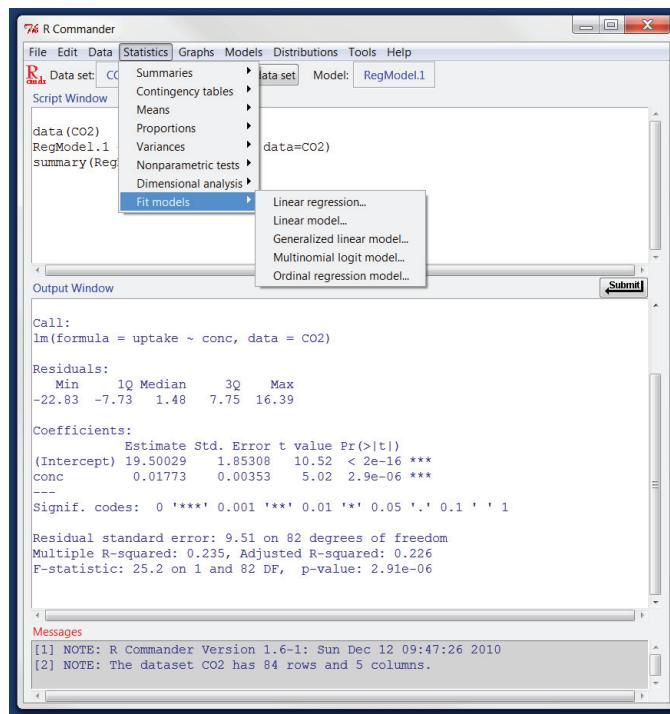 R Commander
File Edit Data Statistics Graphs Models Distributions Tools Help
Rcmdr Data set: CO data set Model: RegModel.1
Script Window
Summaries
Contingency tables
Means
Proportions
Variances
Nonparametric tests
Dimensional analysis
Fit models
Linear regression...
Linear model...
Generalized linear model...
Multinomial logit model...
Ordinal regression model...
data(CO2)
RegModel.1 data=CO2)
summary(Reg
Output Window
Submit
Call:
lm(formula = uptake ~ conc, data = CO2)
Residuals:
Min 1Q Median 3Q Max
-22.83 -7.73 1.48 7.75 16.39
Coefficients:
Estimate Std. Error t value Pr(>|t|)
(Intercept) 19.50029 1.85308 10.52 < 2e-16 ***
conc 0.01773 0.00353 5.02 2.9e-06 ***
---
Signif. codes: 0 '***' 0.001 '**' 0.01 '*' 0.05 '.' 0.1 ' ' 1
Residual standard error: 9.51 on 82 degrees of freedom
Multiple R-squared: 0.235, Adjusted R-squared: 0.226
F-statistic: 25.2 on 1 and 82 DF, p-value: 2.91e-06
Messages
[1] NOTE: R Commander Version 1.6-1: Sun Dec 12 09:47:26 2010
[2] NOTE: The dataset CO2 has 84 rows and 5 columns.